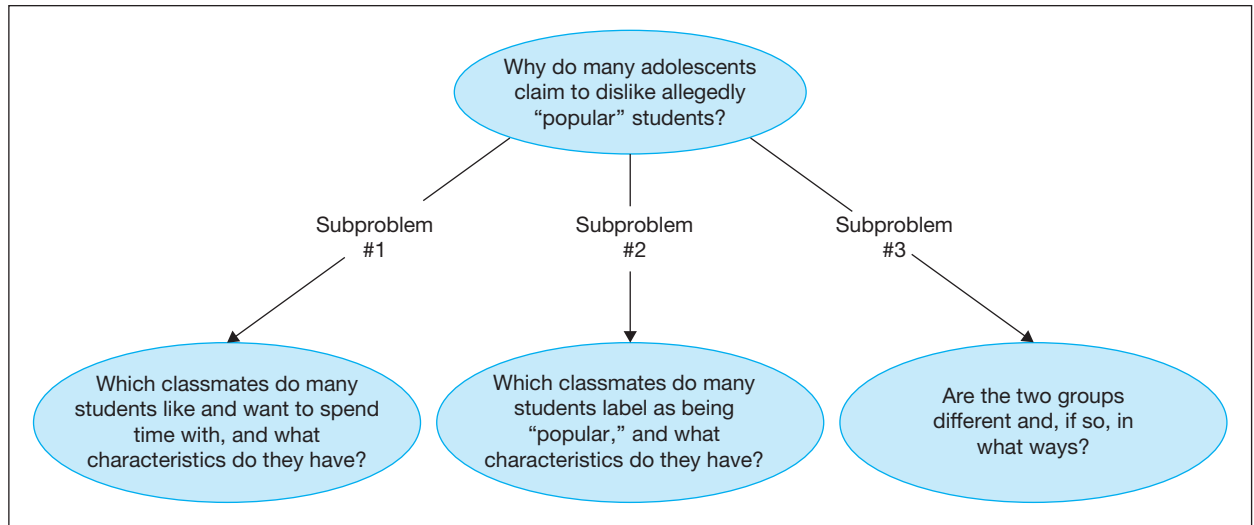 Why do many adolescents
claim to dislike allegedly
“popular” students?
Subproblem
#1
Subproblem
#2
Subproblem
#3
Which classmates do many
students like and want to spend
time with, and what
characteristics do they have?
Which classmates do many
students label as being
“popular,” and what
characteristics do they have?
Are the two groups
different and, if so, in
what ways?